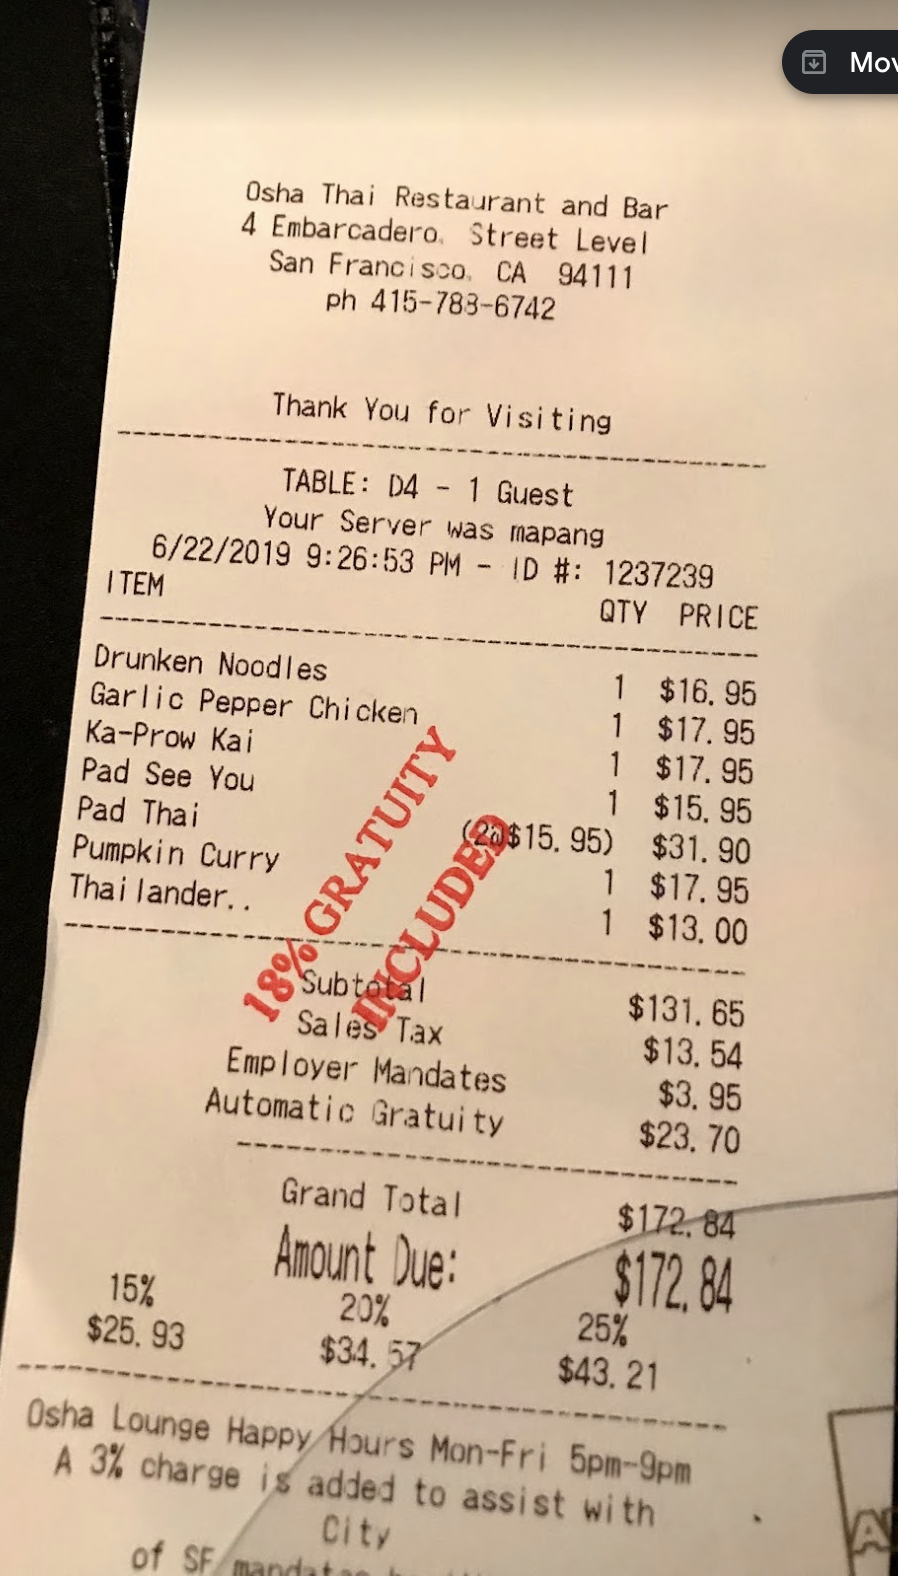 Mov
Osha Thai Restaurant and Bar
4 Embarcadero, Street Level
San Francisco, CA 94111
ph 415-788-6742
Thank You for Visiting
TABLE: D4 - 1 Guest
Your Server was mapang
6/22/2019 9:26:53 PM - ID #: 1237239
ITEM QTY PRICE
Drunken Noodles 1 $16.95
Garlic Pepper Chicken 1 $17.95
Ka-Prow Kai 1 $17.95
Pad See You 1 $15.95
Pad Thai (2@$15.95) $31.90
Pumpkin Curry 1 $17.95
Thailander.. 1 $13.00
18% GRATUITY
INCLUDED
Subtotal $131.65
Sales Tax $13.54
Employer Mandates $3.95
Automatic Gratuity $23.70
Grand Total $172.84
Amount Due: $172.84
15% 20% 25%
$25.93 $34.57 $43.21
Osha Lounge Happy Hours Mon-Fri 5pm-9pm
A 3% charge is added to assist with
City
of SF